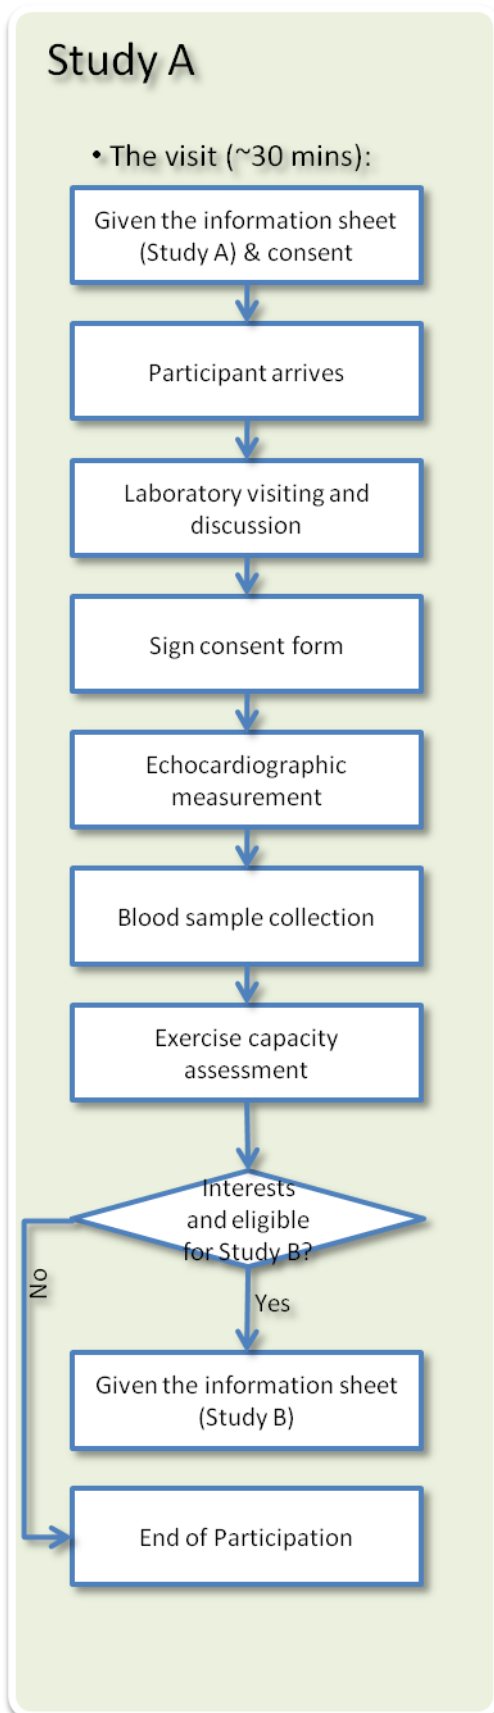 Study A
• The visit (~30 mins):
Given the information sheet
(Study A) & consent
Participant arrives
Laboratory visiting and
discussion
Sign consent form
Echocardiographic
measurement
Blood sample collection
Exercise capacity
assessment
Interests
and eligible
for Study B?
No
Yes
Given the information sheet
(Study B)
End of Participation